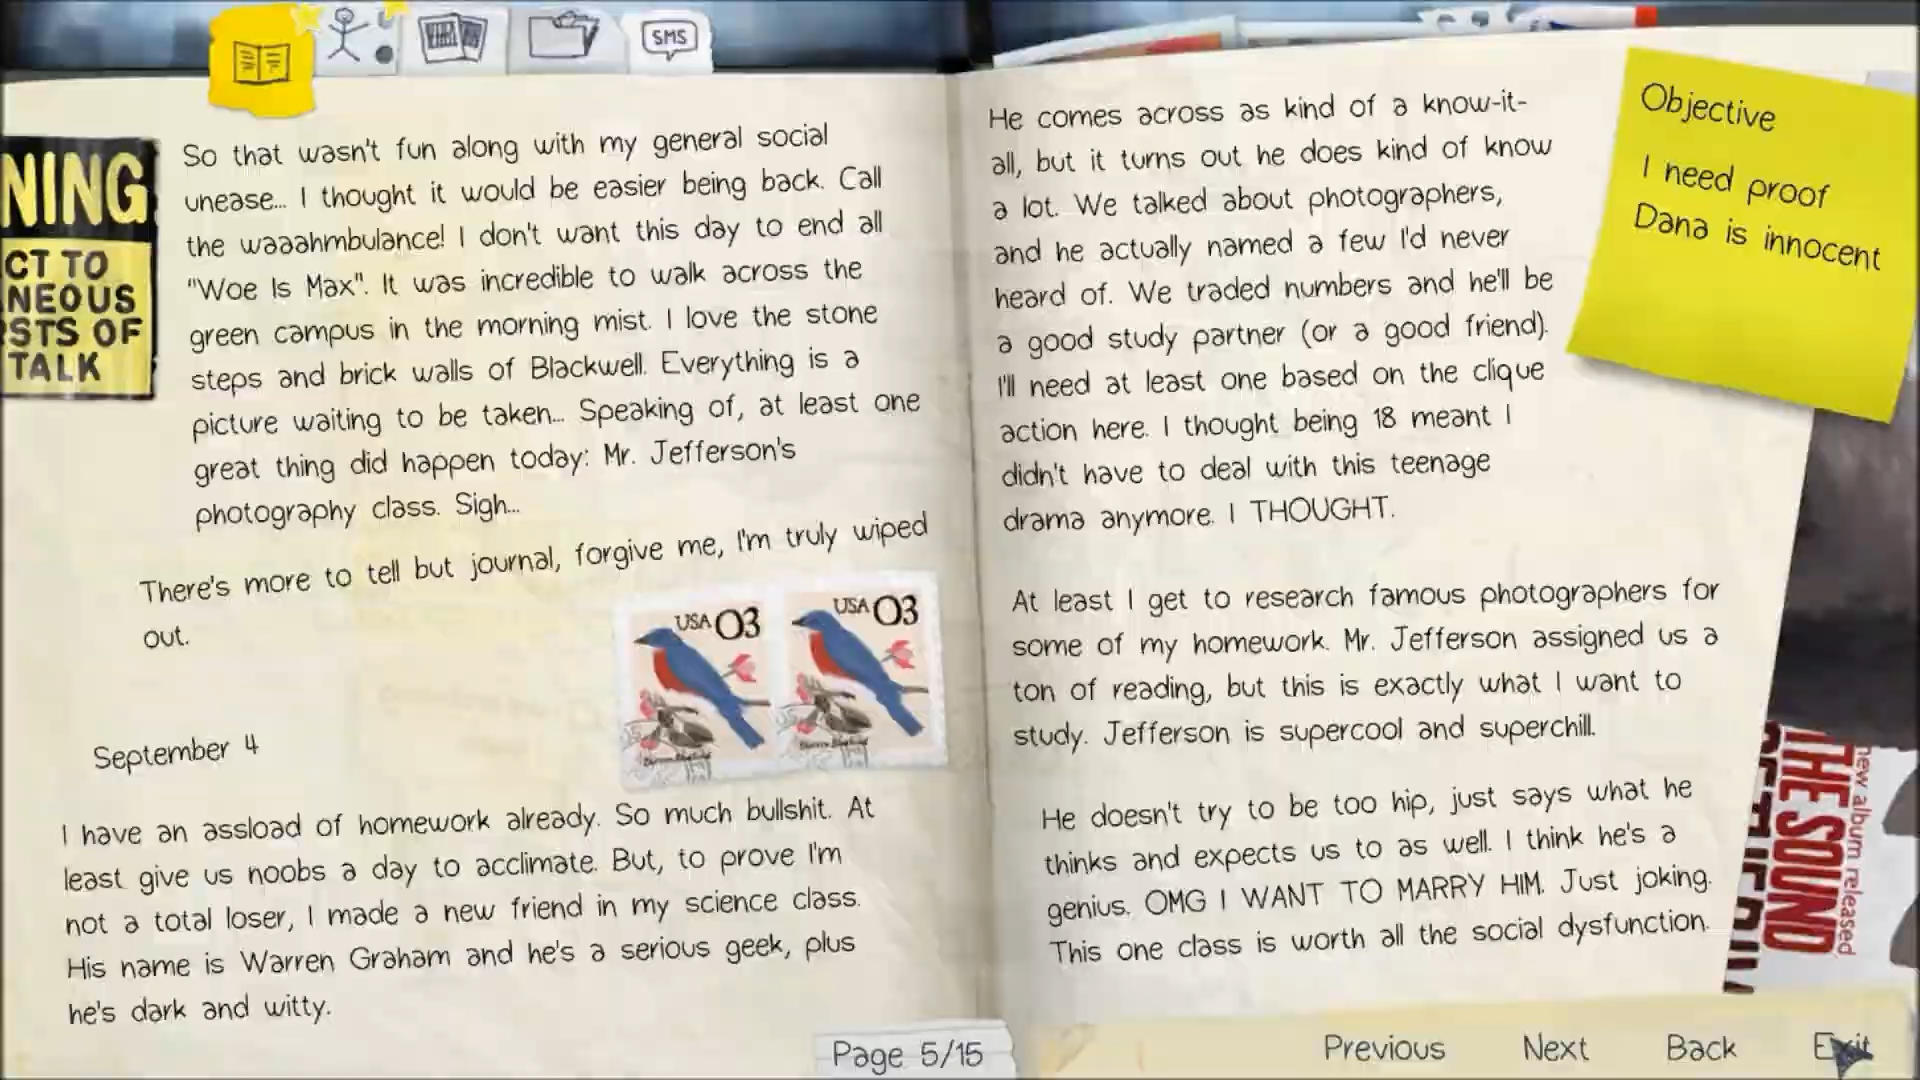 SMS
NING
CT TO
NEOUS
STS OF
TALK
So that wasn't fun along with my general social
unease... I thought it would be easier being back. Call
the waaahmbulance! I don't want this day to end all
"Woe Is Max". It was incredible to walk across the
green campus in the morning mist. I love the stone
steps and brick walls of Blackwell. Everything is a
picture waiting to be taken... Speaking of, at least one
great thing did happen today: Mr. Jefferson's
photography class. Sigh...
There's more to tell but journal, forgive me, I'm truly wiped
out.
USA 03
USA 03
September 4
I have an assload of homework already. So much bullshit. At
least give us noobs a day to acclimate. But, to prove I'm
not a total loser, I made a new friend in my science class.
His name is Warren Graham and he's a serious geek, plus
he's dark and witty.
He comes across as kind of a know-it-
all, but it turns out he does kind of know
a lot. We talked about photographers,
and he actually named a few I'd never
heard of. We traded numbers and he'll be
a good study partner (or a good friend).
I'll need at least one based on the clique
action here. I thought being 18 meant I
didn't have to deal with this teenage
drama anymore. I THOUGHT.
At least I get to research famous photographers for
some of my homework. Mr. Jefferson assigned us a
ton of reading, but this is exactly what I want to
study. Jefferson is supercool and superchill.
He doesn't try to be too hip, just says what he
thinks and expects us to as well. I think he's a
genius. OMG I WANT TO MARRY HIM. Just joking.
This one class is worth all the social dysfunction.
Objective
I need proof
Dana is innocent
new album released
THE SOUND
Page 5/15
Previous
Next
Back
Exit